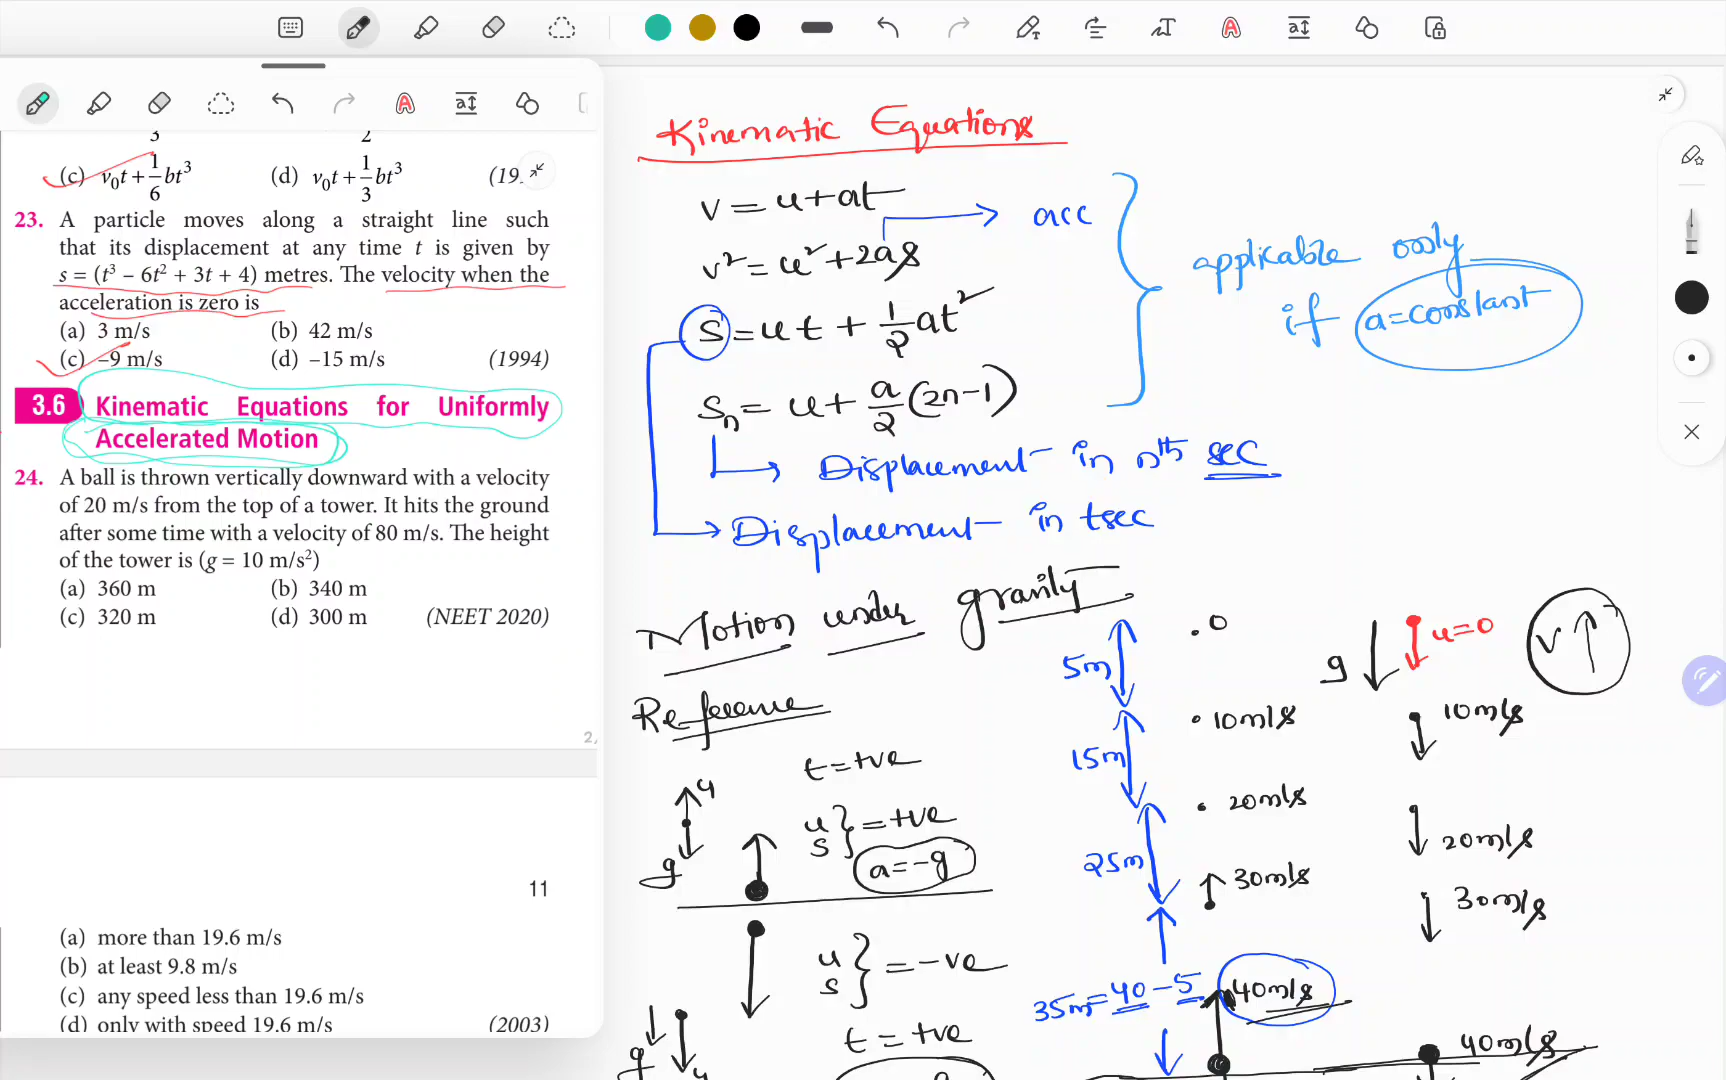 3 2
(c) v₀t + 1/6 bt³ (d) v₀t + 1/3 bt³ (19
23. A particle moves along a straight line such
that its displacement at any time t is given by
s = (t³ – 6t² + 3t + 4) metres. The velocity when the
acceleration is zero is
(a) 3 m/s (b) 42 m/s
(c) –9 m/s (d) –15 m/s (1994)
3.6 Kinematic Equations for Uniformly
Accelerated Motion
24. A ball is thrown vertically downward with a velocity
of 20 m/s from the top of a tower. It hits the ground
after some time with a velocity of 80 m/s. The height
of the tower is (g = 10 m/s²)
(a) 360 m (b) 340 m
(c) 320 m (d) 300 m (NEET 2020)
2,
11
(a) more than 19.6 m/s
(b) at least 9.8 m/s
(c) any speed less than 19.6 m/s
(d) only with speed 19.6 m/s (2003)
Kinematic Equations
v = u+at
acc
v² = u²+2as
s = ut + 1/2 at²
Sn = u + a/2 (2n-1)
applicable only
if a=constant
Displacement in nth sec
Displacement in tsec
Motion under gravity
Reference
t=+ve
u
s } =+ve
a=-g
u
g
u
s } =-ve
t=+ve
g
u
5m
15m
25m
35m=40-5
0
10m/s
20m/s
30m/s
40m/s
g
u=0
v↑
10m/s
20m/s
30m/s
40m/s